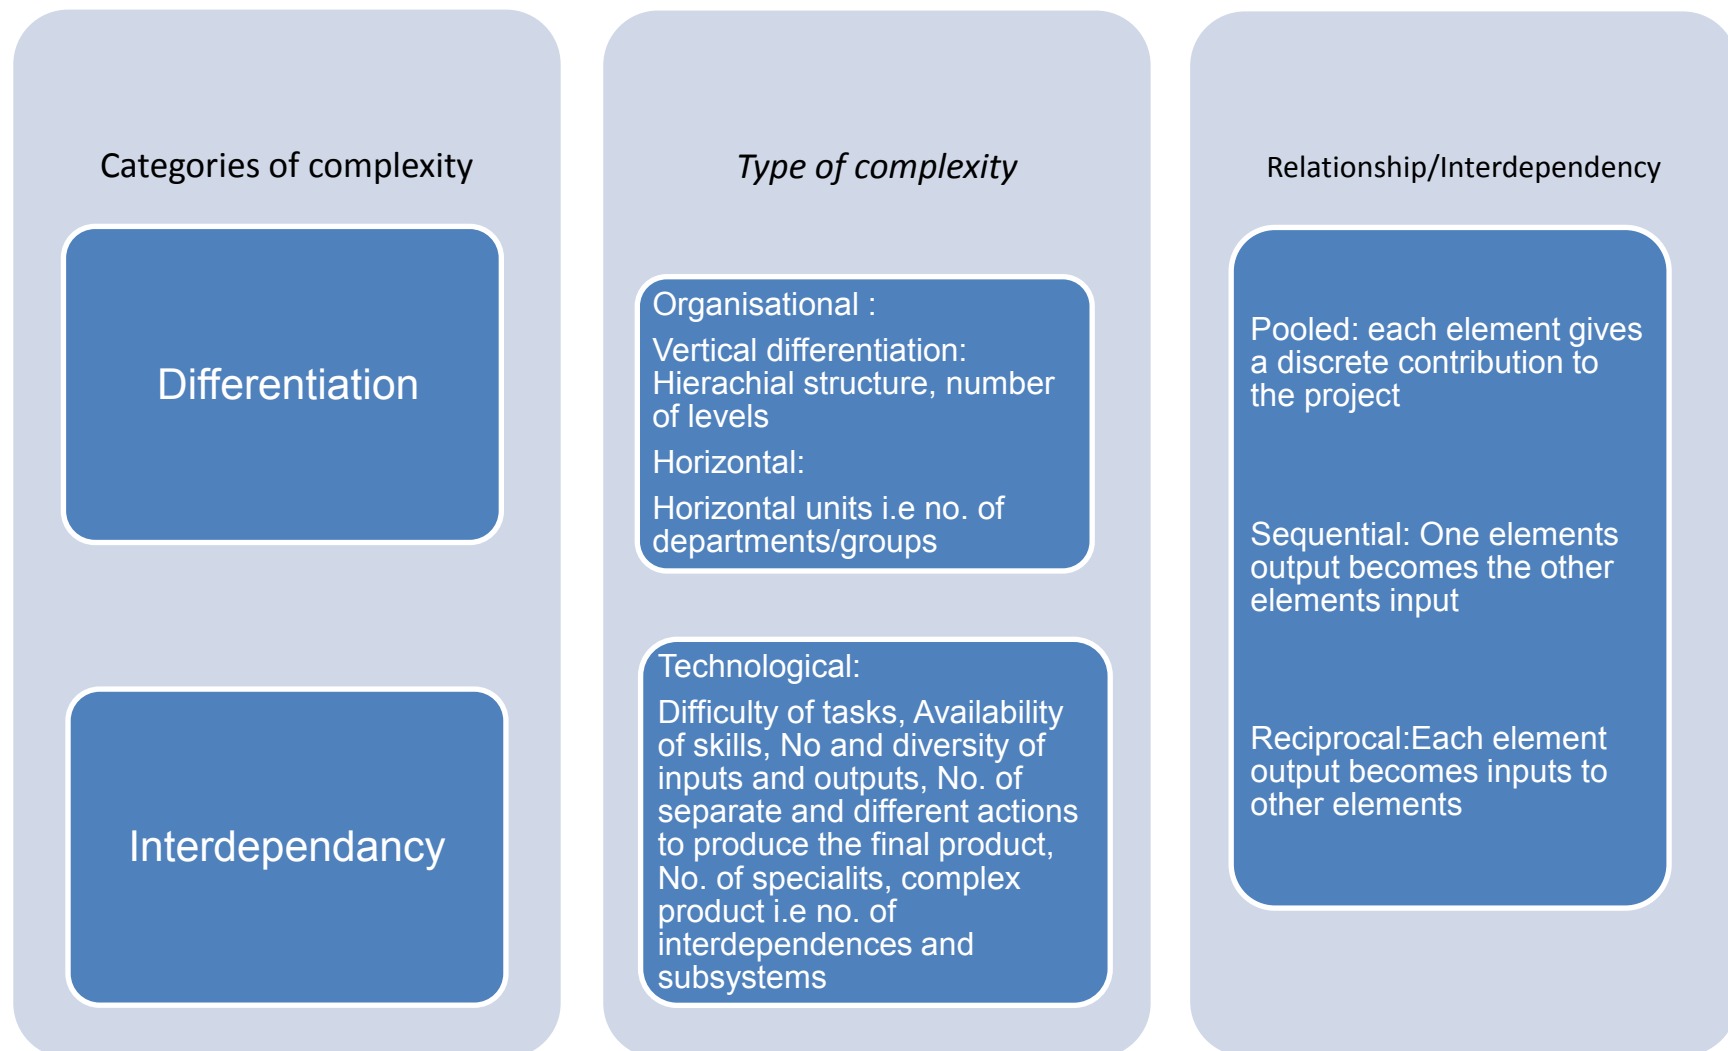 Categories of complexity
Differentiation
Interdependancy
Type of complexity
Organisational :
Vertical differentiation:
Hierachial structure, number
of levels
Horizontal:
Horizontal units i.e no. of
departments/groups
Technological:
Difficulty of tasks, Availability
of skills, No and diversity of
inputs and outputs, No. of
separate and different actions
to produce the final product,
No. of specialits, complex
product i.e no. of
interdependences and
subsystems
Relationship/Interdependency
Pooled: each element gives
a discrete contribution to
the project
Sequential: One elements
output becomes the other
elements input
Reciprocal:Each element
output becomes inputs to
other elements